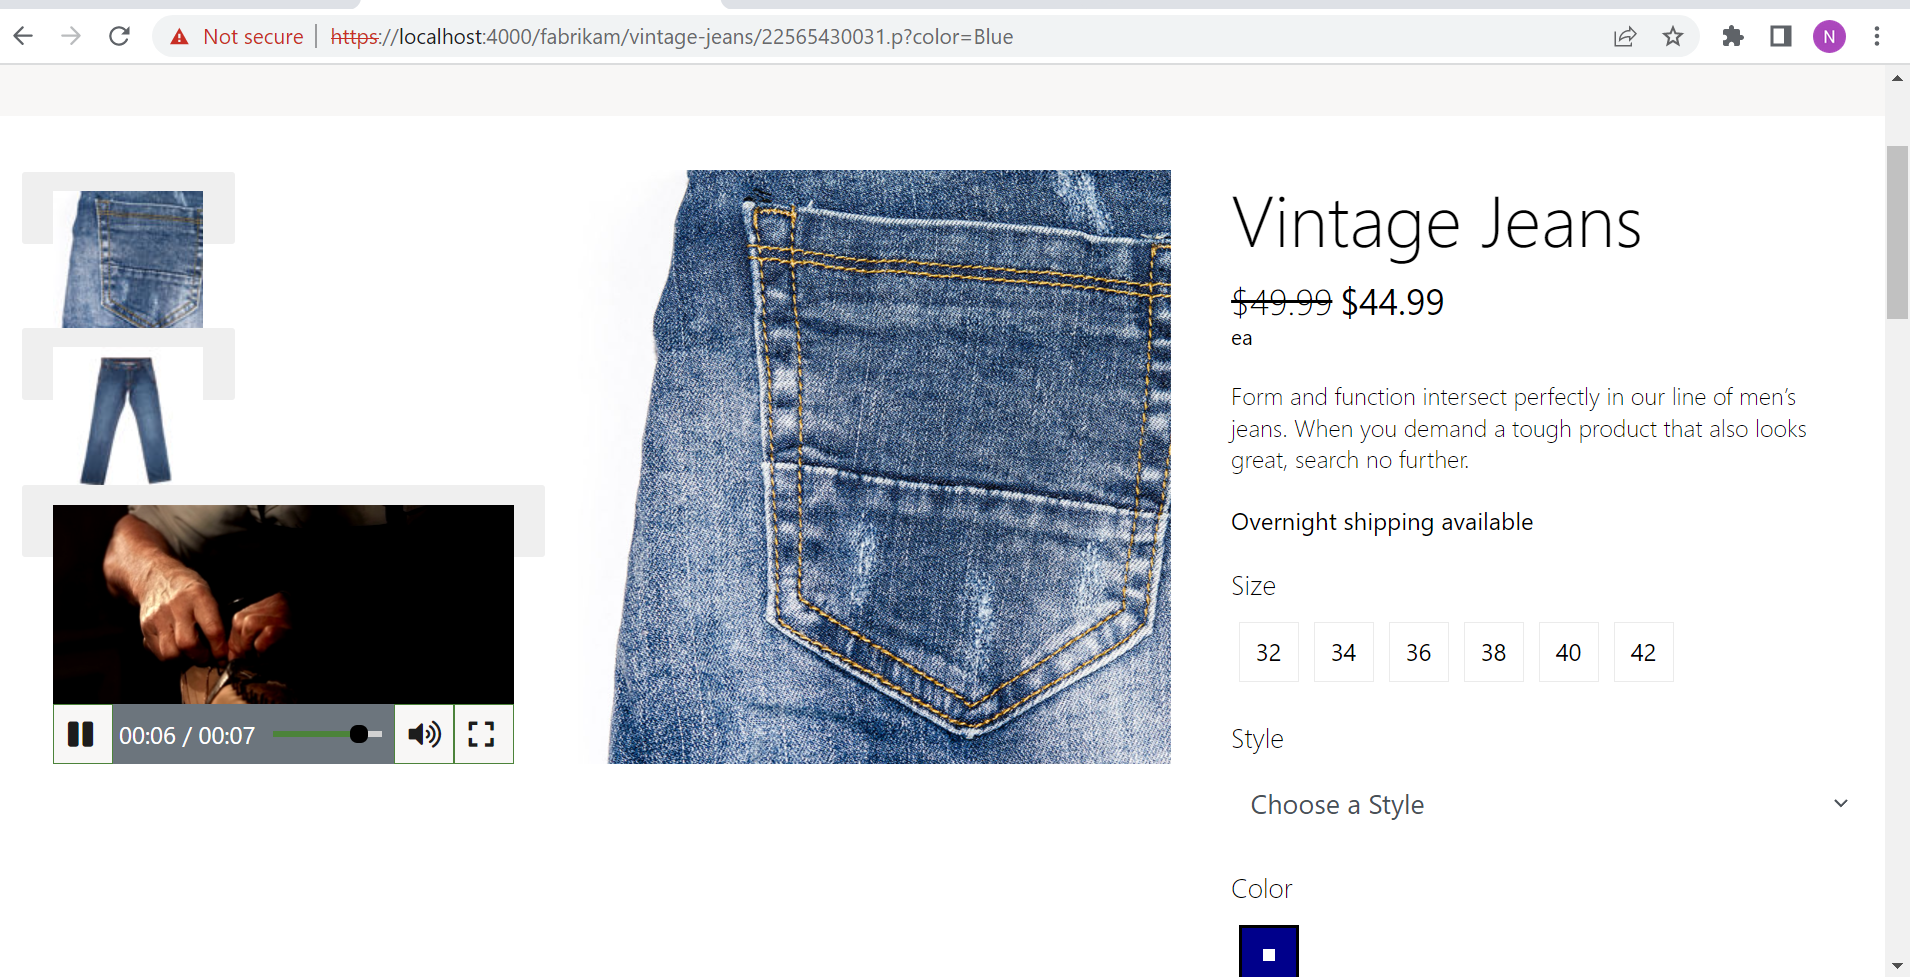 Not secure | https://localhost:4000/fabrikam/vintage-jeans/22565430031.p?color=Blue
N
Vintage Jeans
$49.99 $44.99
ea
Form and function intersect perfectly in our line of men’s
jeans. When you demand a tough product that also looks
great, search no further.
Overnight shipping available
Size
32 34 36 38 40 42
Style
Choose a Style
Color
00:06 / 00:07